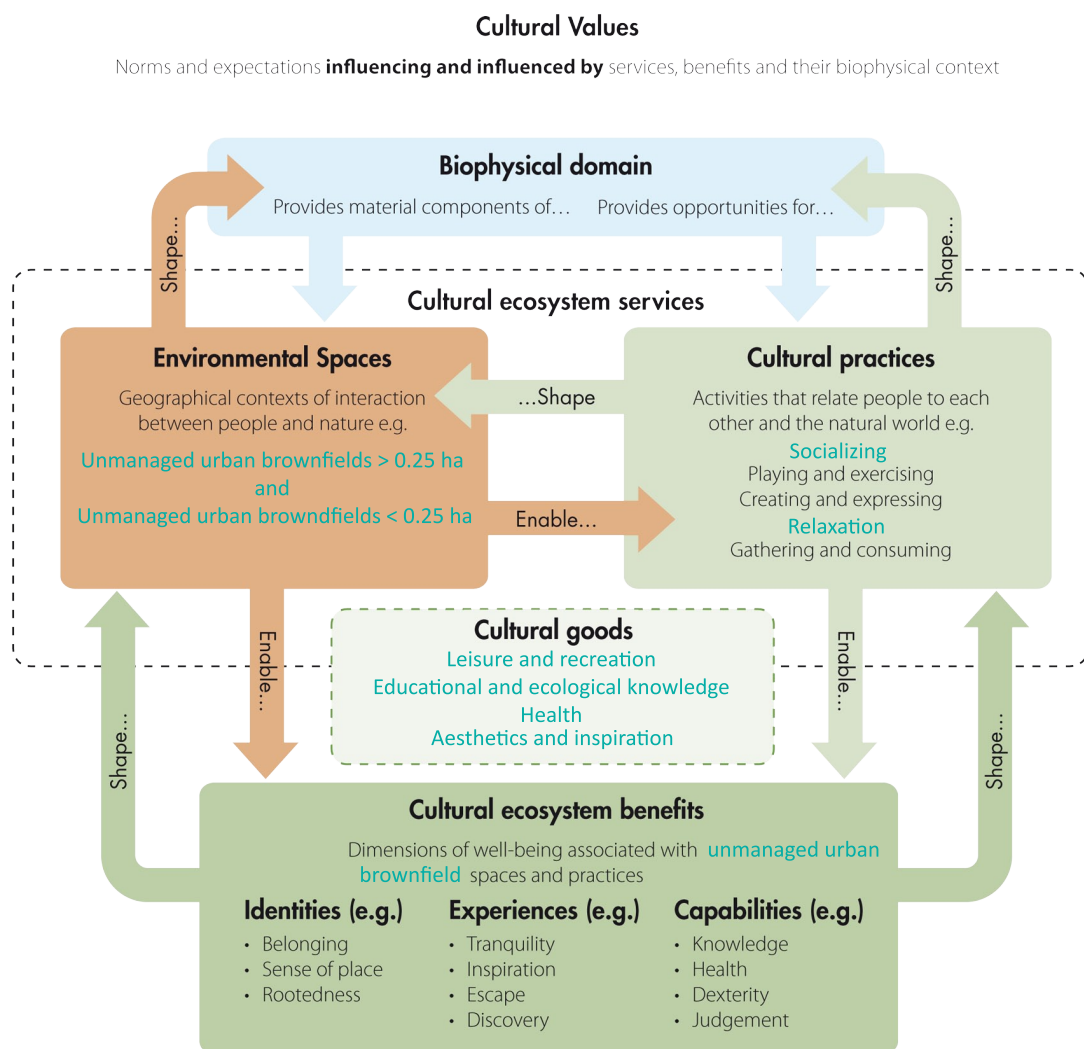 Cultural Values
Norms and expectations influencing and influenced by services, benefits and their biophysical context
Biophysical domain
Provides material components of…
Provides opportunities for…
Shape…
Shape…
Cultural ecosystem services
Environmental Spaces
Geographical contexts of interaction
between people and nature e.g.
Unmanaged urban brownfields > 0.25 ha
and
Unmanaged urban browndfields < 0.25 ha
…Shape
Enable…
Cultural practices
Activities that relate people to each
other and the natural world e.g.
Socializing
Playing and exercising
Creating and expressing
Relaxation
Gathering and consuming
Enable…
Cultural goods
Leisure and recreation
Educational and ecological knowledge
Health
Aesthetics and inspiration
Enable…
Shape…
Shape…
Cultural ecosystem benefits
Dimensions of well-being associated with unmanaged urban
brownfield spaces and practices
Identities (e.g.)
• Belonging
• Sense of place
• Rootedness
Experiences (e.g.)
• Tranquility
• Inspiration
• Escape
• Discovery
Capabilities (e.g.)
• Knowledge
• Health
• Dexterity
• Judgement